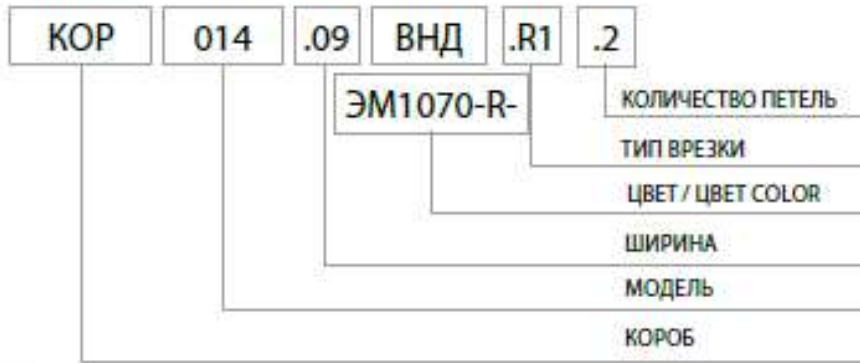 КОР 014 .09 ВНД .R1 .2
ЭМ1070-R-
КОЛИЧЕСТВО ПЕТЕЛЬ
ТИП ВРЕЗКИ
ЦВЕТ / ЦВЕТ COLOR
ШИРИНА
МОДЕЛЬ
КОРОБ